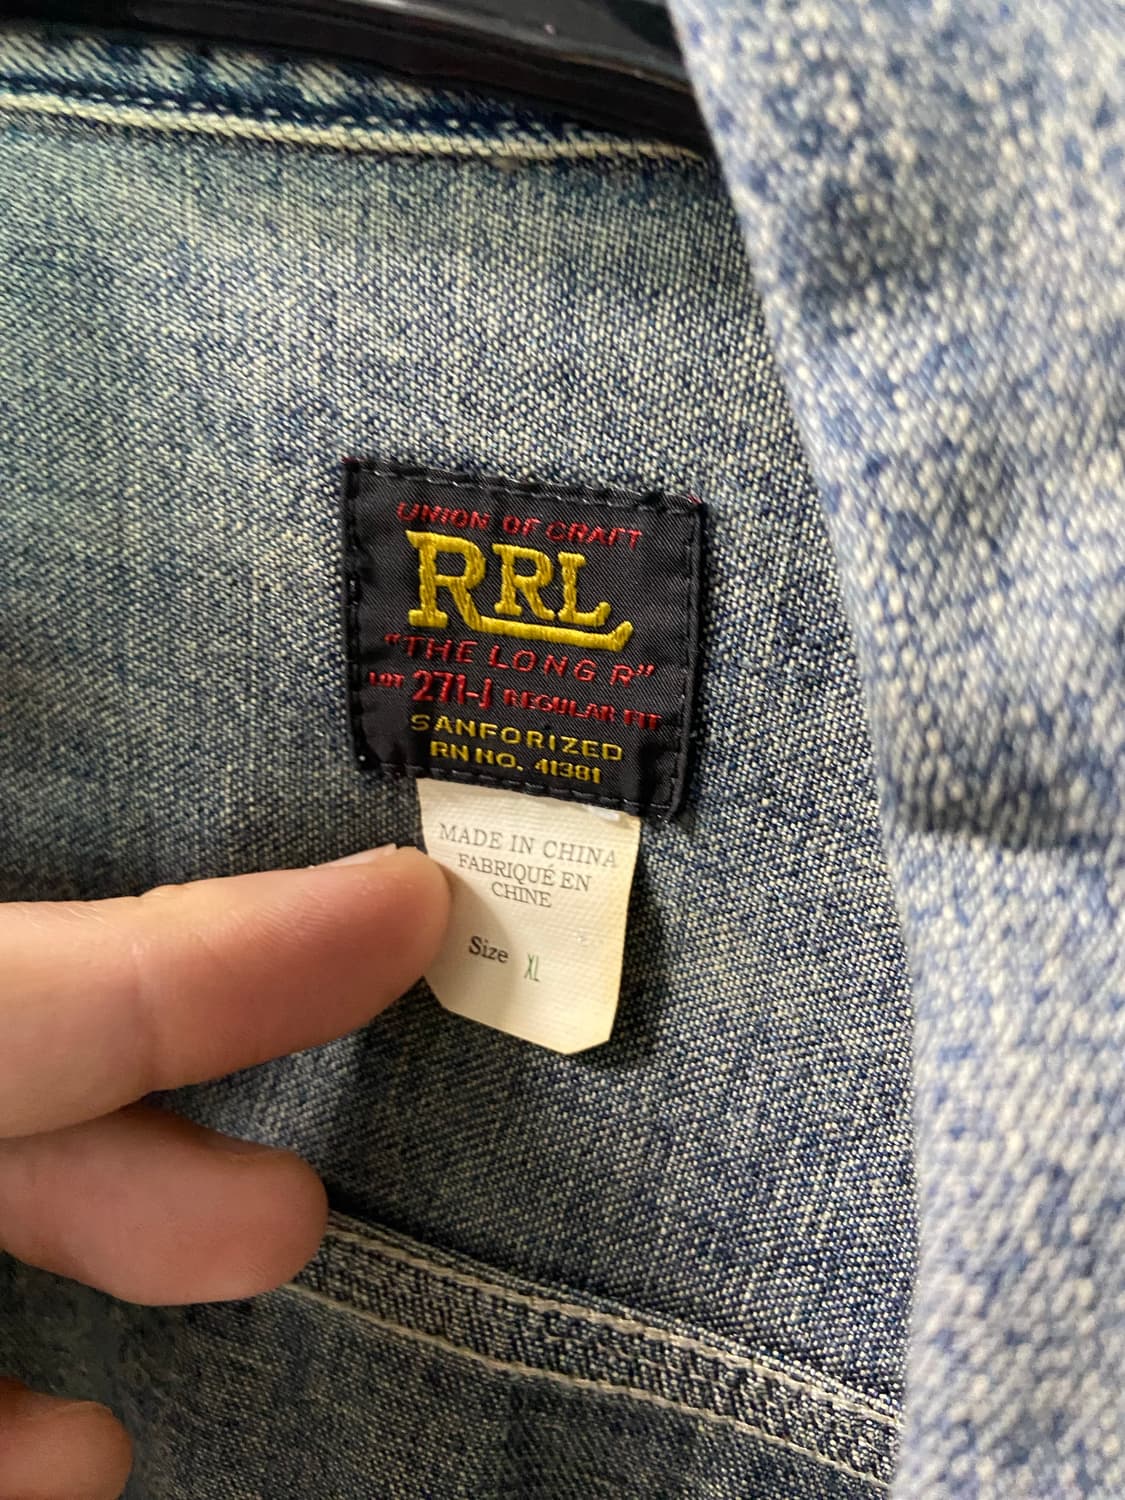 UNION OF CRAFT
RRL
"THE LONG R"
LOT 271-J REGULAR FIT
SANFORIZED
RN NO. 41381
MADE IN CHINA
FABRIQUÉ EN
CHINE
Size XL